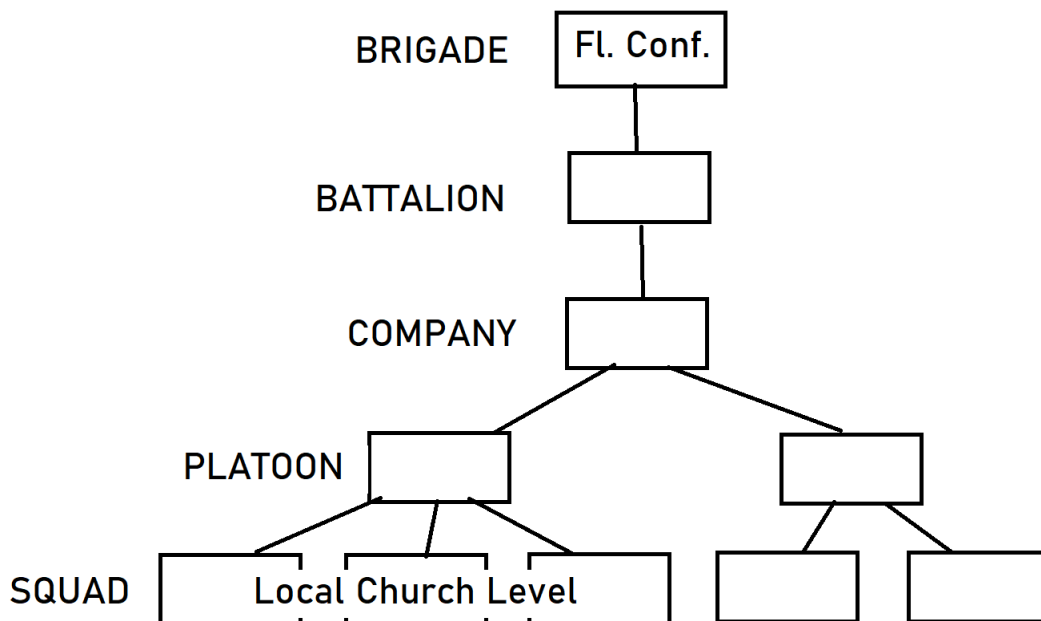 BRIGADE Fl. Conf.
BATTALION
COMPANY
PLATOON
SQUAD Local Church Level